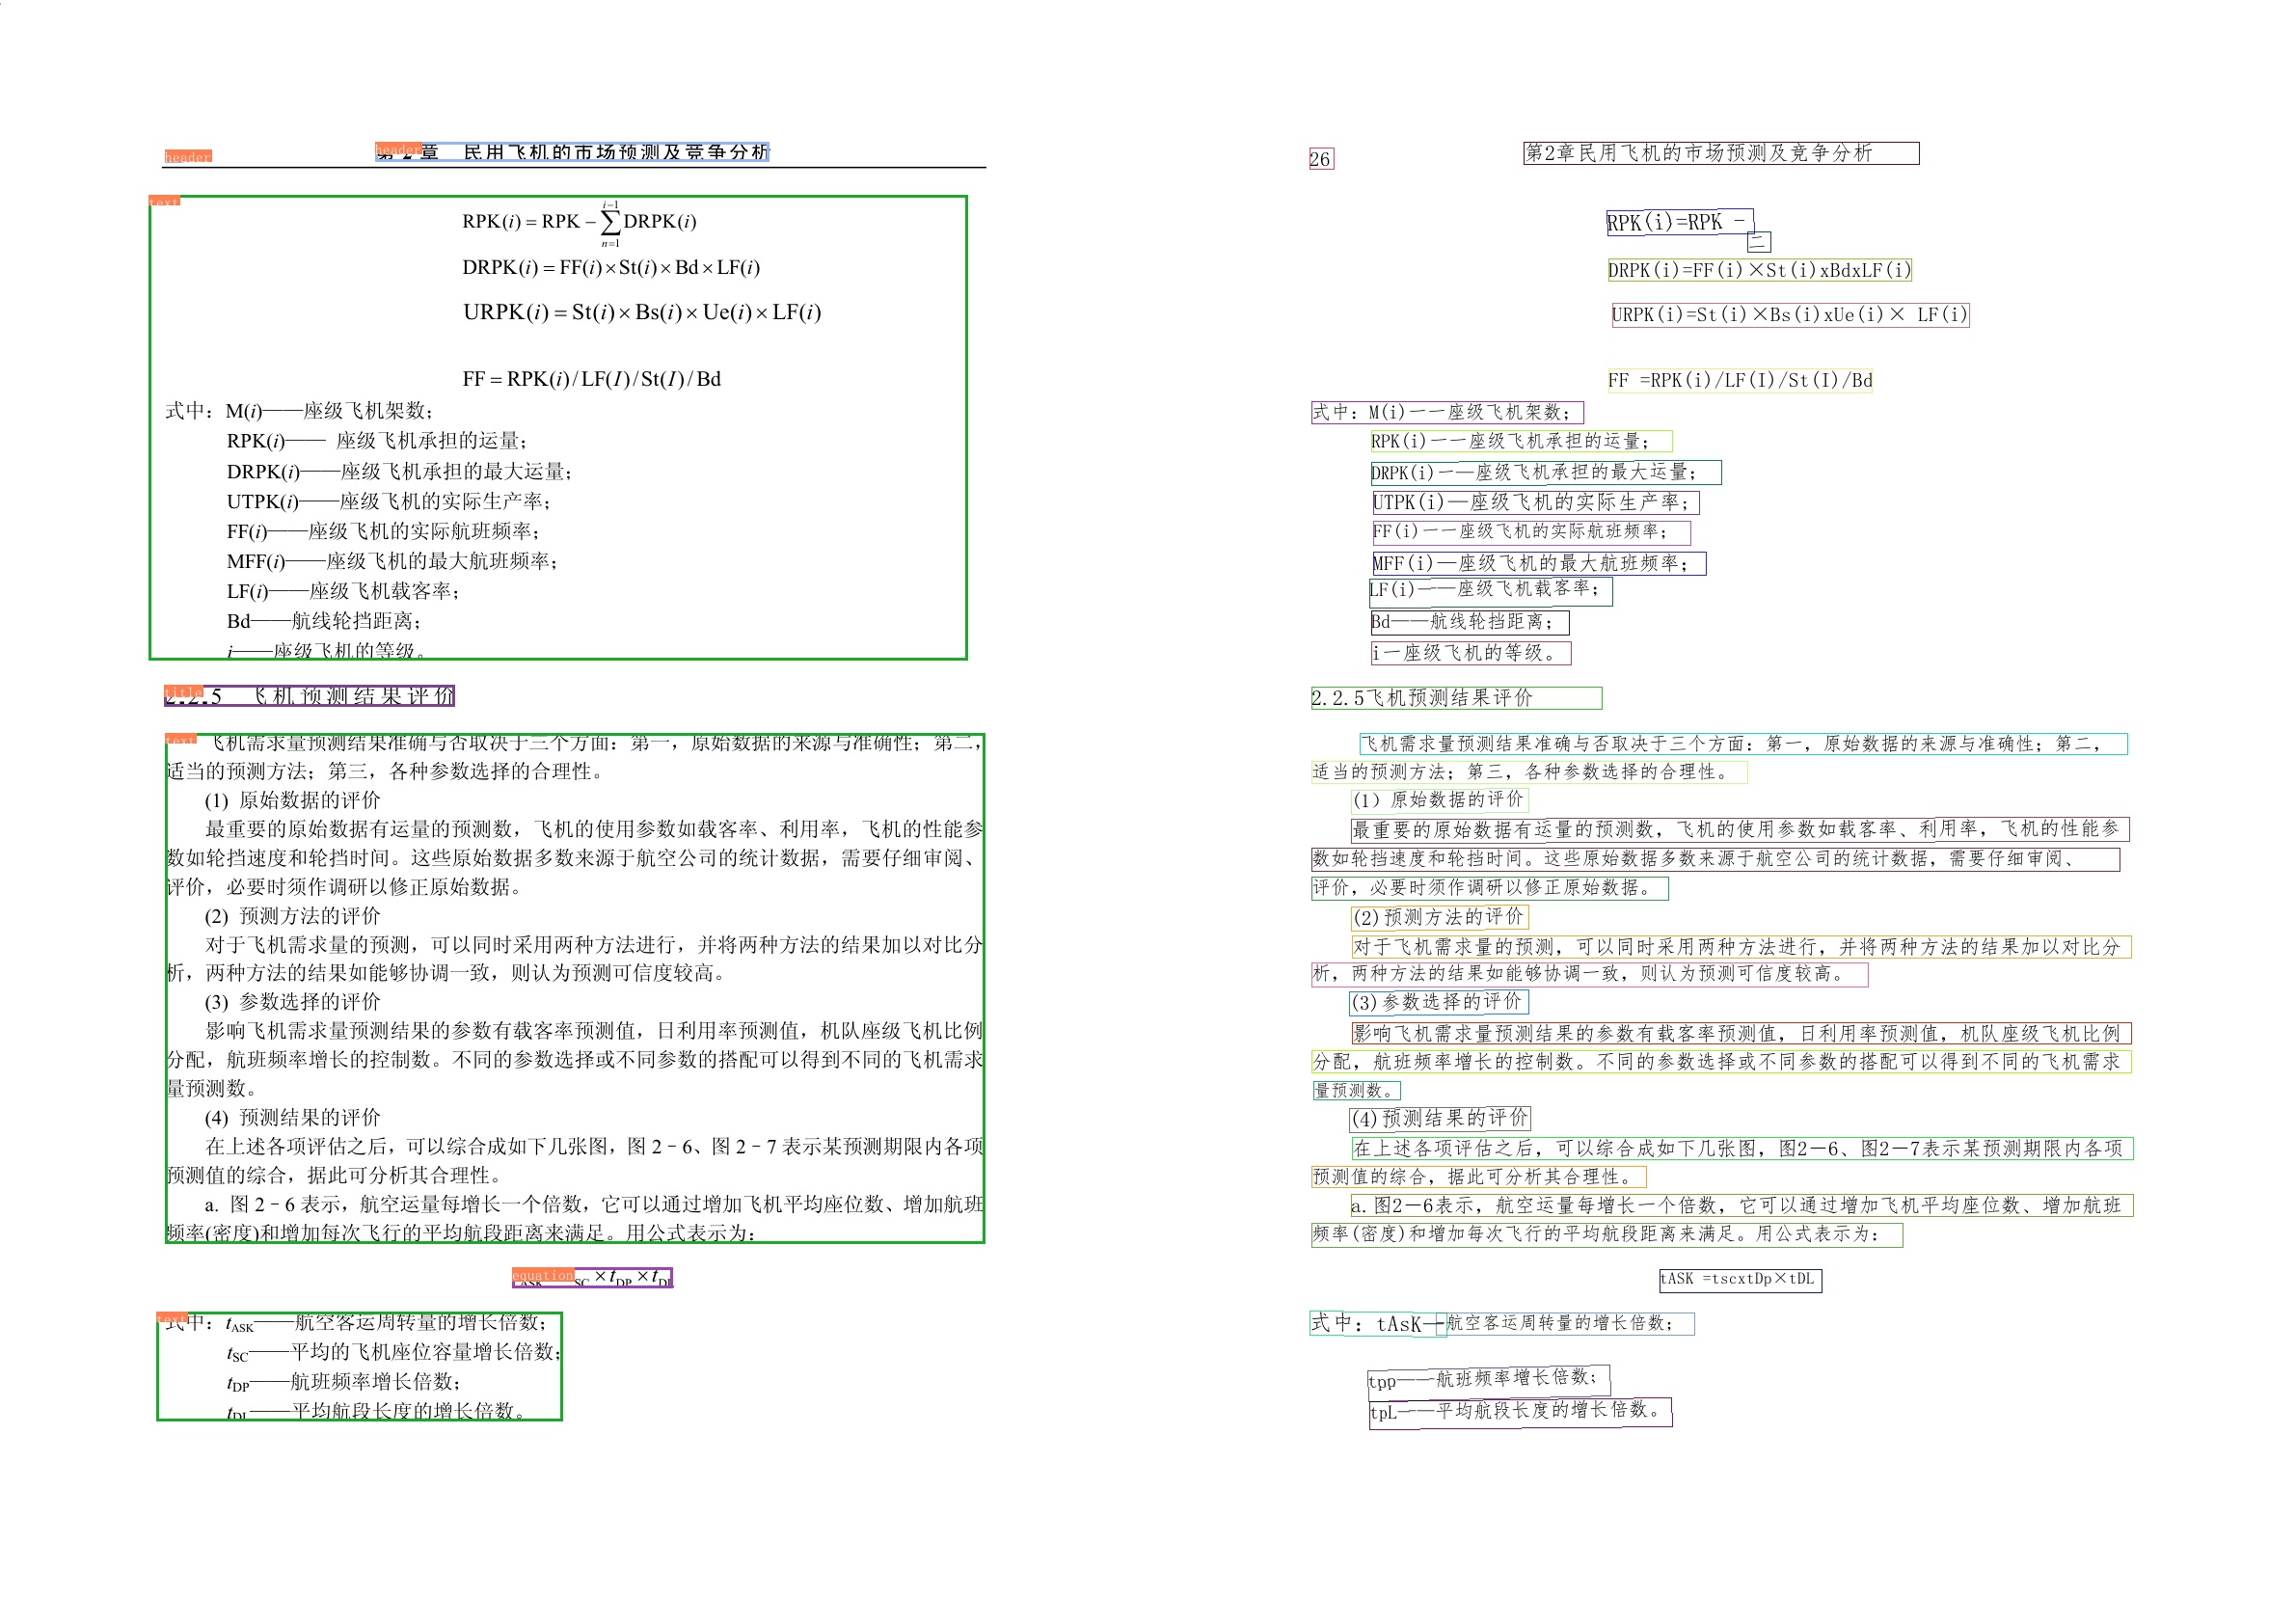 header
header
第 2 章 民用飞机的市场预测及竞争分析
text
RPK(i) = RPK − ∑ DRPK(i)
i−1
n=1
DRPK(i) = FF(i) × St(i) × Bd × LF(i)
URPK(i) = St(i) × Bs(i) × Ue(i) × LF(i)
FF = RPK(i) / LF(I) / St(I) / Bd
式中：M(i)——座级飞机架数；
RPK(i)—— 座级飞机承担的运量；
DRPK(i)——座级飞机承担的最大运量；
UTPK(i)——座级飞机的实际生产率；
FF(i)——座级飞机的实际航班频率；
MFF(i)——座级飞机的最大航班频率；
LF(i)——座级飞机载客率；
Bd——航线轮挡距离；
i——座级飞机的等级。
title
2.2.5 飞机预测结果评价
text
飞机需求量预测结果准确与否取决于三个方面：第一，原始数据的来源与准确性；第二，
适当的预测方法；第三，各种参数选择的合理性。
(1) 原始数据的评价
最重要的原始数据有运量的预测数，飞机的使用参数如载客率、利用率，飞机的性能参
数如轮挡速度和轮挡时间。这些原始数据多数来源于航空公司的统计数据，需要仔细审阅、
评价，必要时须作调研以修正原始数据。
(2) 预测方法的评价
对于飞机需求量的预测，可以同时采用两种方法进行，并将两种方法的结果加以对比分
析，两种方法的结果如能够协调一致，则认为预测可信度较高。
(3) 参数选择的评价
影响飞机需求量预测结果的参数有载客率预测值，日利用率预测值，机队座级飞机比例
分配，航班频率增长的控制数。不同的参数选择或不同参数的搭配可以得到不同的飞机需求
量预测数。
(4) 预测结果的评价
在上述各项评估之后，可以综合成如下几张图，图 2–6、图 2–7 表示某预测期限内各项
预测值的综合，据此可分析其合理性。
a. 图 2–6 表示，航空运量每增长一个倍数，它可以通过增加飞机平均座位数、增加航班
频率(密度)和增加每次飞行的平均航段距离来满足。用公式表示为：
equation
ASK SC × tDP × tDL
text
式中：tASK——航空客运周转量的增长倍数；
tSC——平均的飞机座位容量增长倍数；
tDP——航班频率增长倍数；
tDL——平均航段长度的增长倍数。
26
第2章民用飞机的市场预测及竞争分析
RPK(i)=RPK -
二
DRPK(i)=FF(i)×St(i)xBdxLF(i)
URPK(i)=St(i)×Bs(i)xUe(i)× LF(i)
FF =RPK(i)/LF(I)/St(I)/Bd
式中：M(i)一一座级飞机架数；
RPK(i)一一座级飞机承担的运量；
DRPK(i)一—座级飞机承担的最大运量；
UTPK(i)—座级飞机的实际生产率；
FF(i)一一座级飞机的实际航班频率；
MFF(i)—座级飞机的最大航班频率；
LF(i)——座级飞机载客率；
Bd——航线轮挡距离；
i一座级飞机的等级。
2.2.5飞机预测结果评价
飞机需求量预测结果准确与否取决于三个方面：第一，原始数据的来源与准确性；第二，
适当的预测方法；第三，各种参数选择的合理性。
(1）原始数据的评价
最重要的原始数据有运量的预测数，飞机的使用参数如载客率、利用率，飞机的性能参
数如轮挡速度和轮挡时间。这些原始数据多数来源于航空公司的统计数据，需要仔细审阅、
评价，必要时须作调研以修正原始数据。
(2)预测方法的评价
对于飞机需求量的预测，可以同时采用两种方法进行，并将两种方法的结果加以对比分
析，两种方法的结果如能够协调一致，则认为预测可信度较高。
(3)参数选择的评价
影响飞机需求量预测结果的参数有载客率预测值，日利用率预测值，机队座级飞机比例
分配，航班频率增长的控制数。不同的参数选择或不同参数的搭配可以得到不同的飞机需求
量预测数。
(4)预测结果的评价
在上述各项评估之后，可以综合成如下几张图，图2—6、图2—7表示某预测期限内各项
预测值的综合，据此可分析其合理性。
a.图2—6表示，航空运量每增长一个倍数，它可以通过增加飞机平均座位数、增加航班
频率(密度)和增加每次飞行的平均航段距离来满足。用公式表示为：
tASK =tscxtDp×tDL
式中：tAsK—-航空客运周转量的增长倍数；
tpp——航班频率增长倍数；
tpL——平均航段长度的增长倍数。